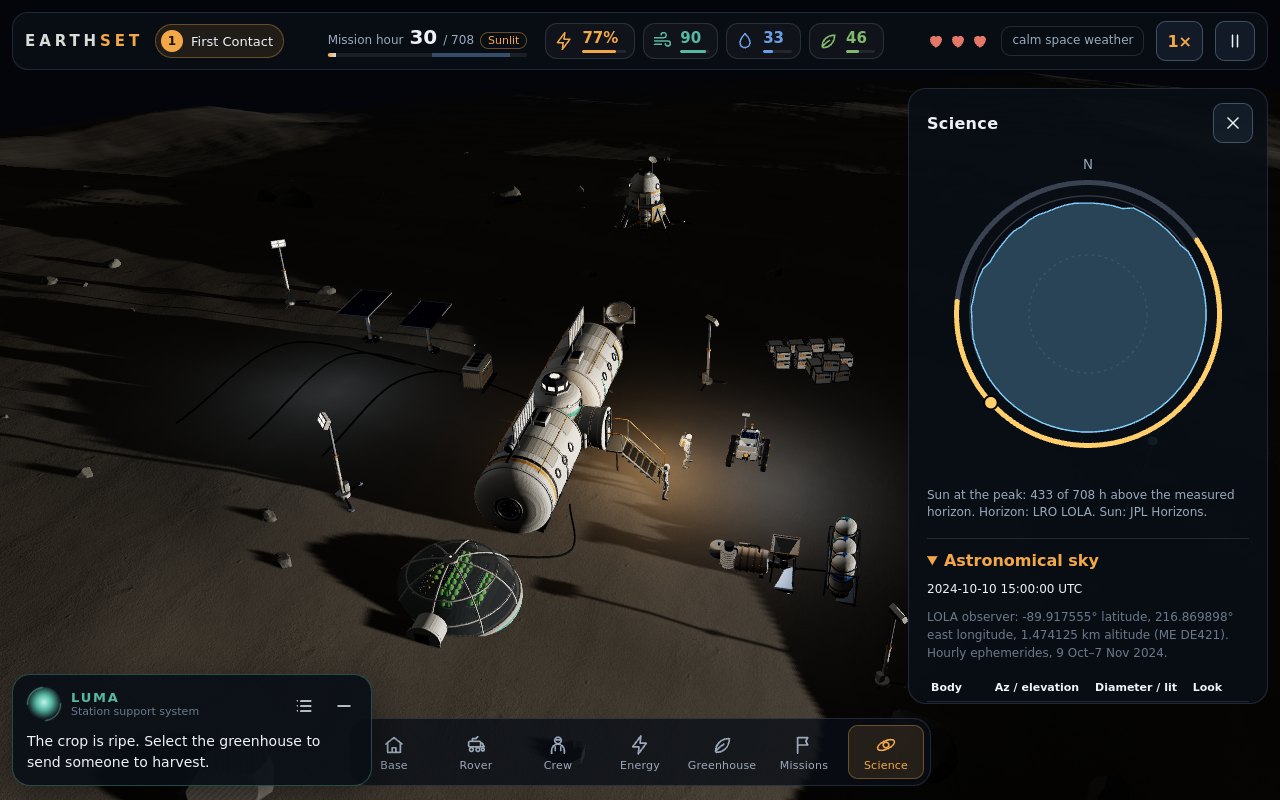 EARTHSET
1 First Contact
Mission hour 30 / 708 Sunlit
77%
90
33
46
calm space weather
1×
Science
N
Sun at the peak: 433 of 708 h above the measured
horizon. Horizon: LRO LOLA. Sun: JPL Horizons.
▼ Astronomical sky
2024-10-10 15:00:00 UTC
LOLA observer: -89.917555° latitude, 216.869898°
east longitude, 1.474125 km altitude (ME DE421).
Hourly ephemerides, 9 Oct–7 Nov 2024.
Body Az / elevation Diameter / lit Look
LUMA
Station support system
The crop is ripe. Select the greenhouse to
send someone to harvest.
Base Rover Crew Energy Greenhouse Missions Science